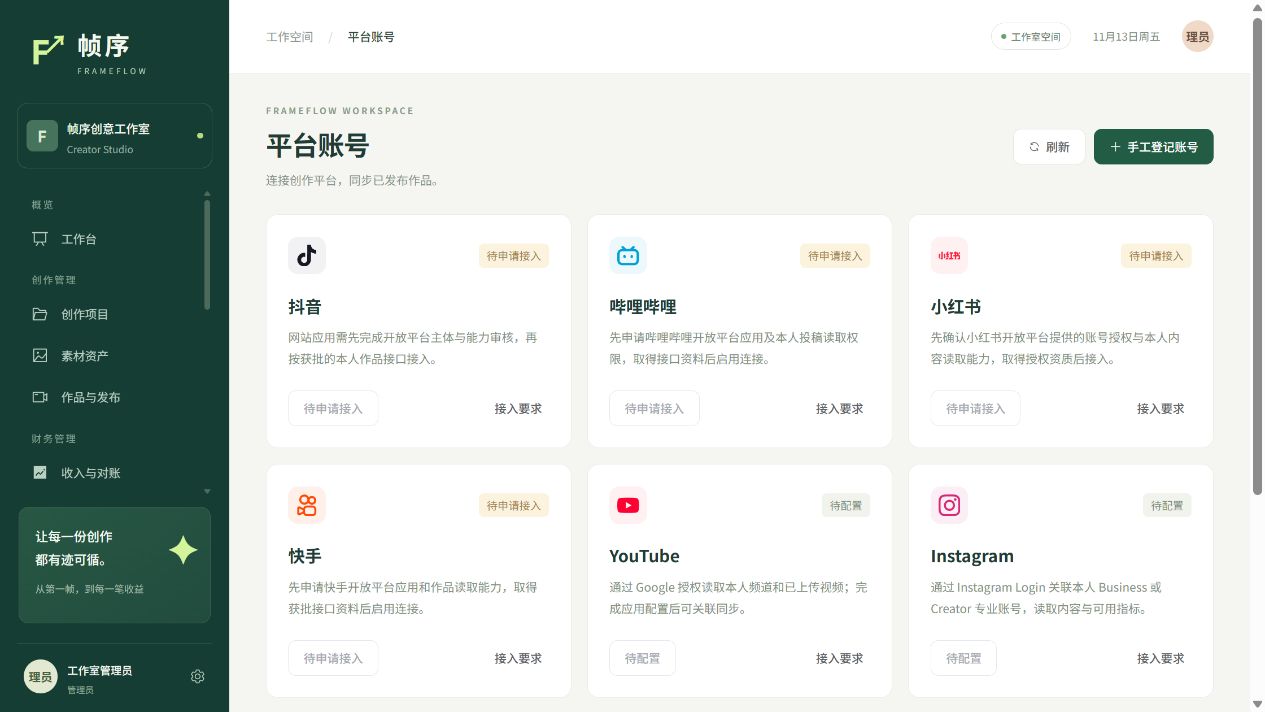 帧序
FRAMEFLOW
F
帧序创意工作室
Creator Studio
概览
工作台
创作管理
创作项目
素材资产
作品与发布
财务管理
收入与对账
让每一份创作
都有迹可循。
从第一帧，到每一笔收益
理员
工作室管理员
管理员
工作空间 / 平台账号
工作室空间
11月13日周五
理员
FRAMEFLOW WORKSPACE
平台账号
连接创作平台，同步已发布作品。
刷新
手工登记账号
待申请接入
抖音
网站应用需先完成开放平台主体与能力审核，再
按获批的本人作品接口接入。
待申请接入
接入要求
待申请接入
哔哩哔哩
先申请哔哩哔哩开放平台应用及本人投稿读取权
限，取得接口资料后启用连接。
待申请接入
接入要求
小红书
待申请接入
小红书
先确认小红书开放平台提供的账号授权与本人内
容读取能力，取得授权资质后接入。
待申请接入
接入要求
待申请接入
快手
先申请快手开放平台应用和作品读取能力，取得
获批接口资料后启用连接。
待申请接入
接入要求
待配置
YouTube
通过 Google 授权读取本人频道和已上传视频；完
成应用配置后可关联同步。
待配置
接入要求
待配置
Instagram
通过 Instagram Login 关联本人 Business 或
Creator 专业账号，读取内容与可用指标。
待配置
接入要求